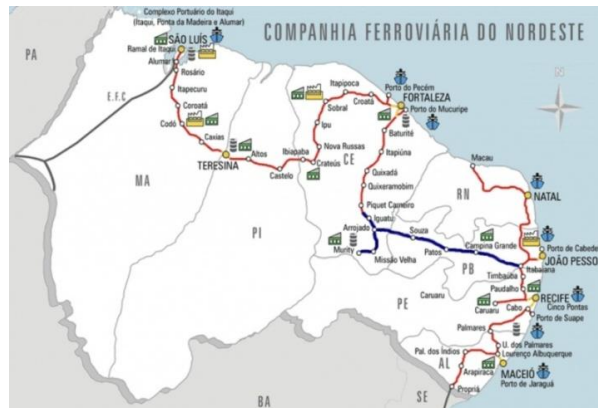 Complexo Portuário do Itaqui
(Itaqui, Ponta da Madeira e Alumar)
COMPANHIA FERROVIÁRIA DO NORDESTE
PA
SÃO LUÍS
Ramal de Itaqui
Alumar
Rosário
E.F.C
Itapecuru
Coroatá
Codó
Caxias
TERESINA
Altos
Castelo
Ibiapaba
Crateús
Nova Russas
Ipu
Sobral
Itapipoca
Croatá
Porto do Pecém
FORTALEZA
Porto do Mucuripe
Baturité
Itapiúna
CE
Quixadá
Quixeramobim
Piquet Carneiro
Iguatu
Arrojado
Murity
Missão Velha
Souza
Patos
Campina Grande
PB
MA
PI
N
Macau
RN
NATAL
Porto de Cabede
JOÃO PESSO
Itabaiana
Timbaúba
Paudalho
PE
Caruaru
Caruaru
RECIFE
Cinco Pontas
Cabo
Porto de Suape
Palmares
U. dos Palmares
Lourenço Albuquerque
Pal. dos Índios
AL
Arapiraca
MACEIÓ
Porto de Jaraguá
Propriá
SE
BA